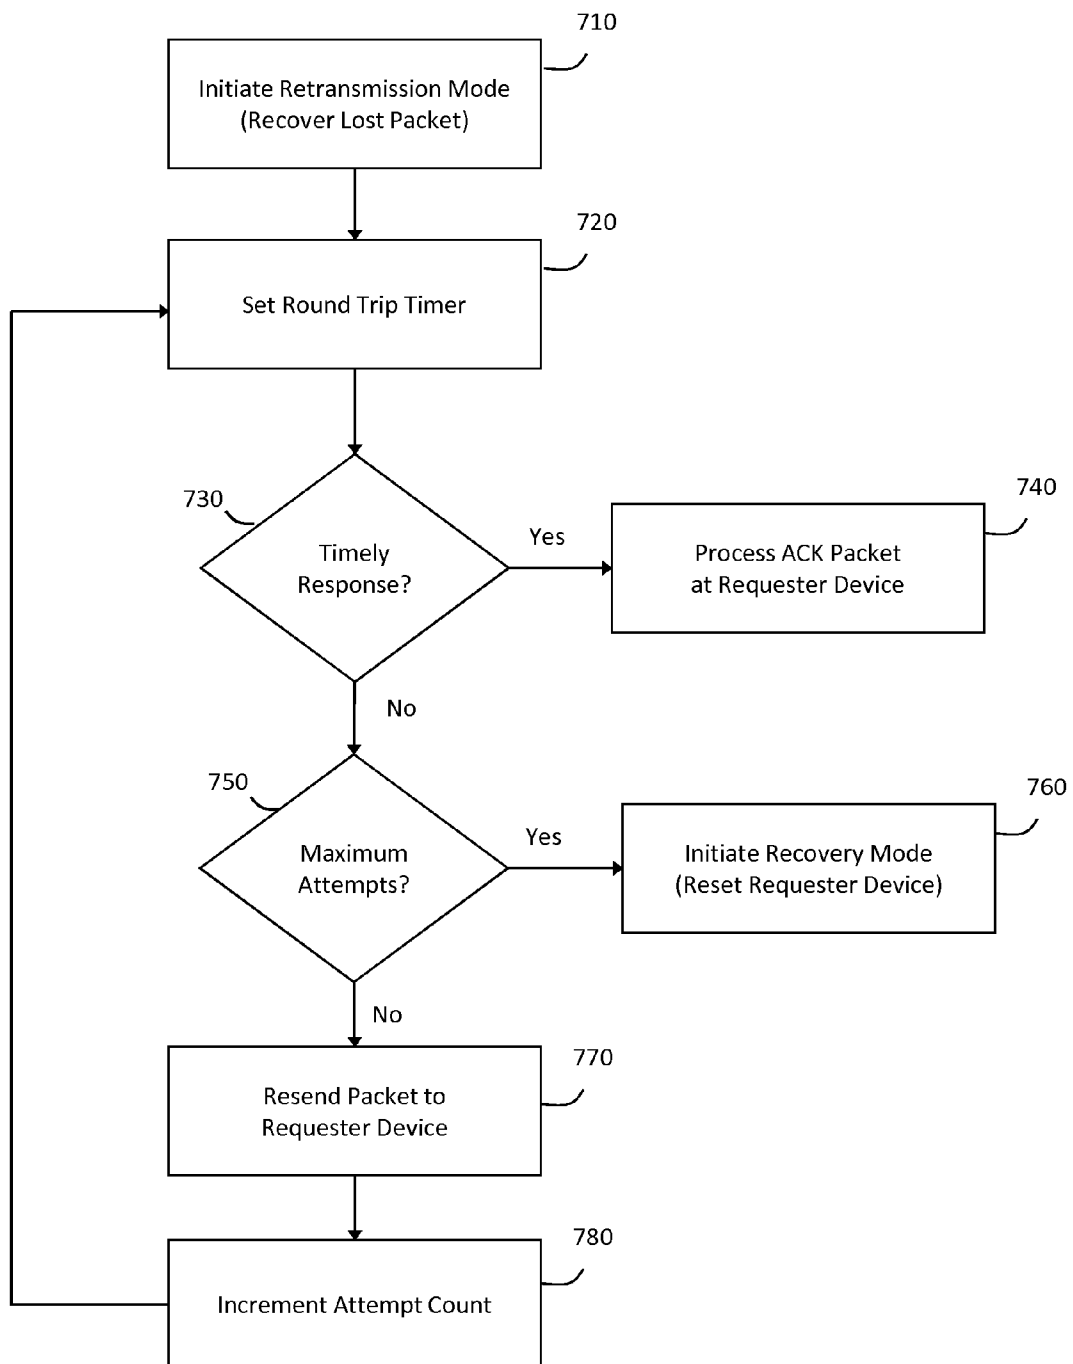 710
Initiate Retransmission Mode
(Recover Lost Packet)
720
Set Round Trip Timer
730
Timely
Response?
Yes
740
Process ACK Packet
at Requester Device
No
750
Maximum
Attempts?
Yes
760
Initiate Recovery Mode
(Reset Requester Device)
No
770
Resend Packet to
Requester Device
780
Increment Attempt Count